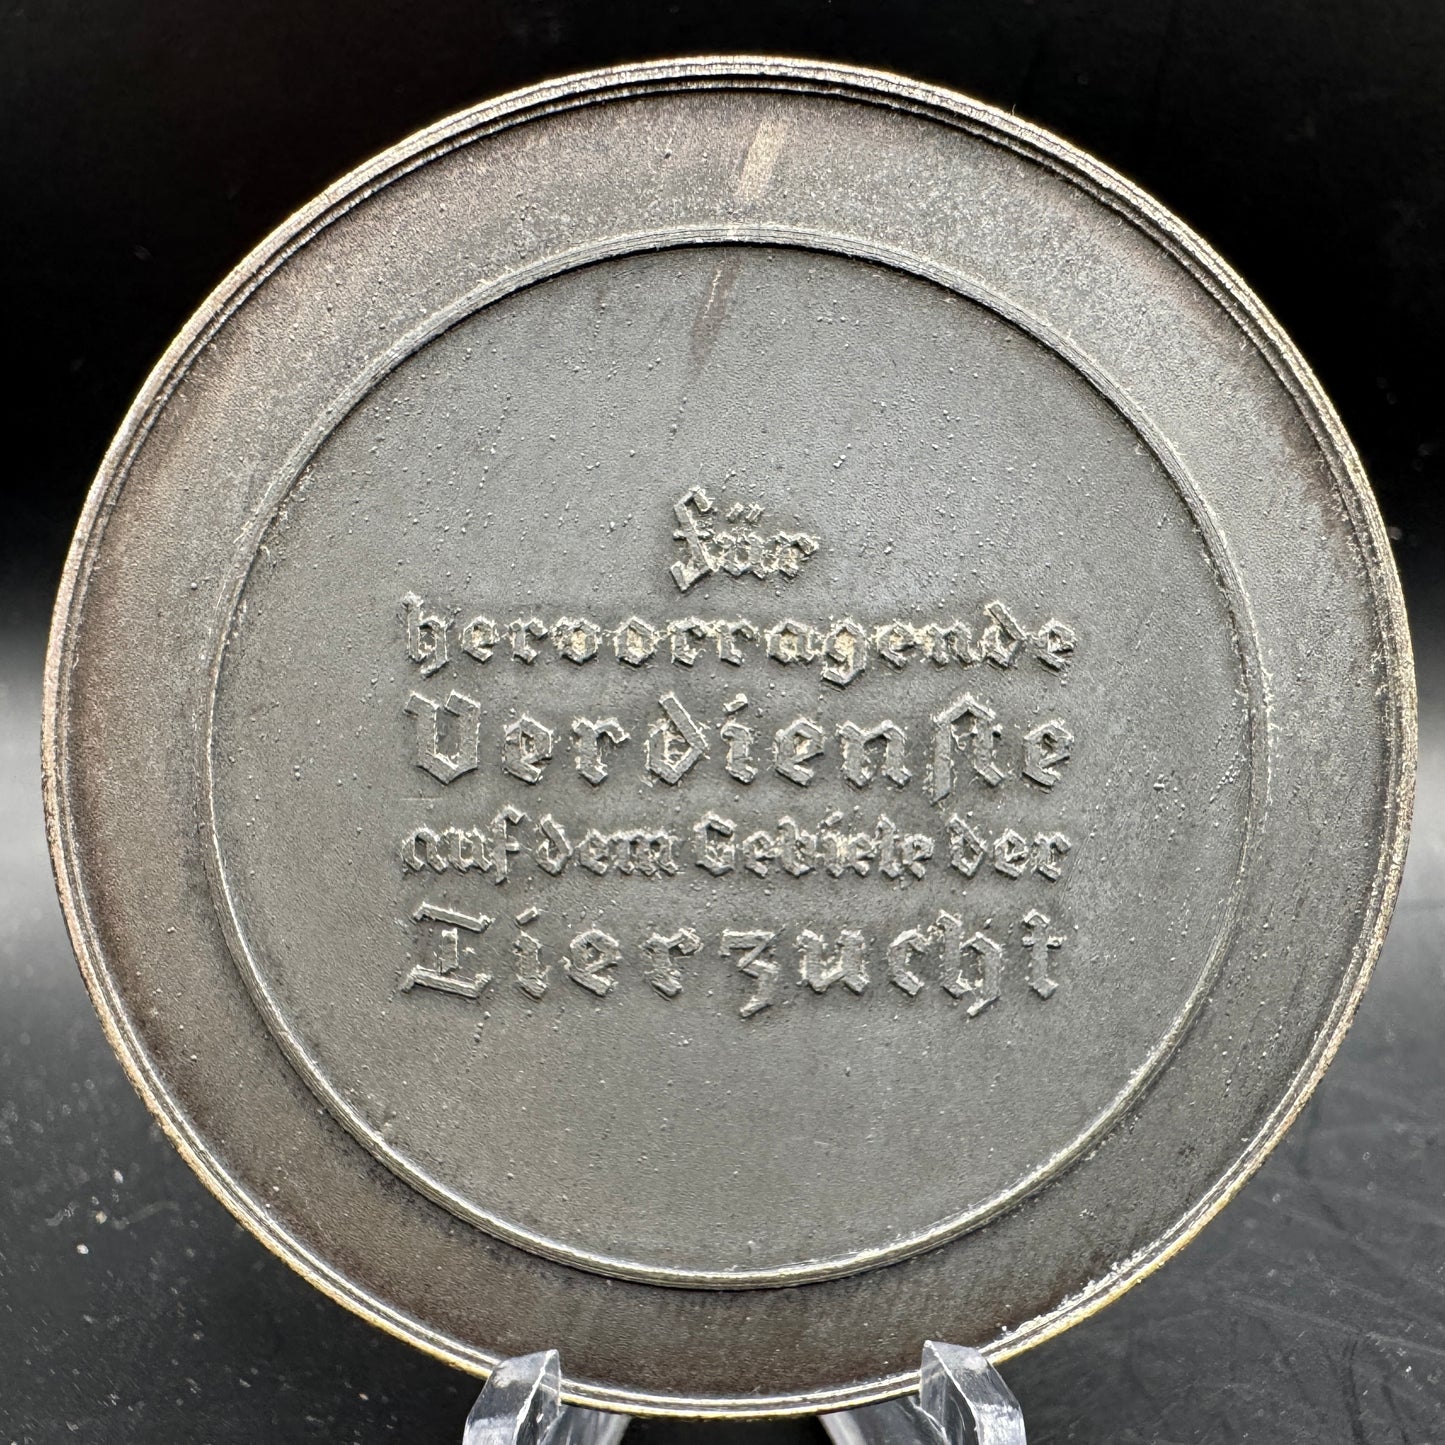 für
hervorragende
Verdienste
auf dem Gebiete der
Tierzucht